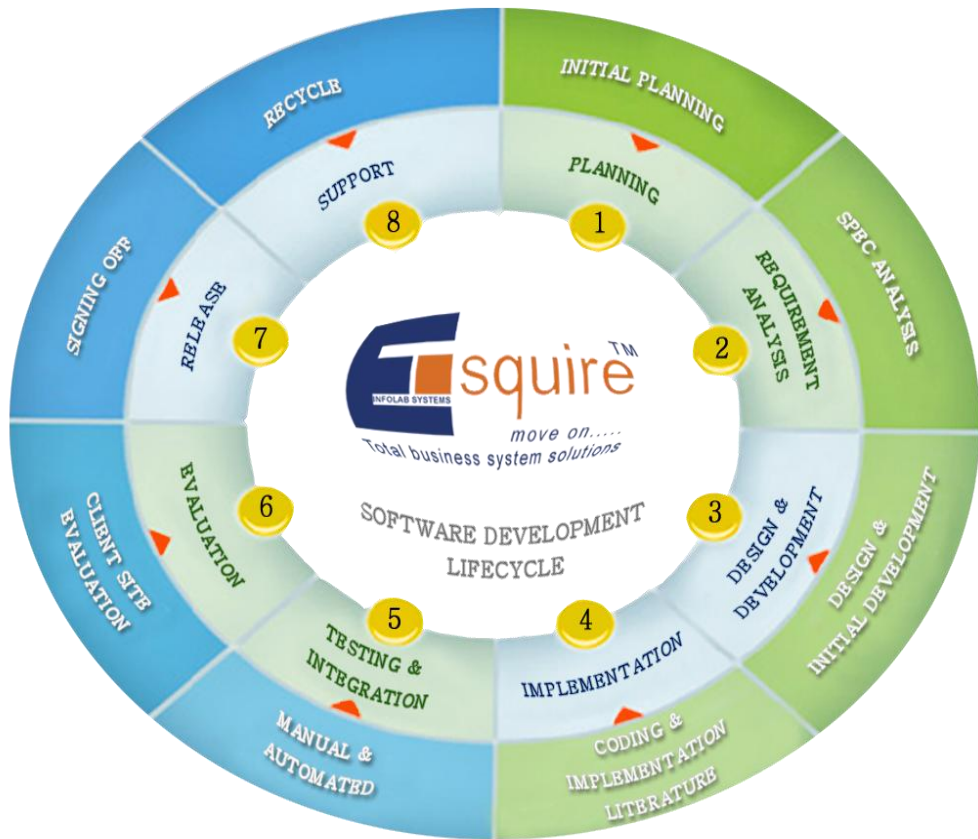 INITIAL PLANNING
PLANNING
1
SPEC ANALYSIS
REQUIREMENT
ANALYSIS
2
DESIGN &
INITIAL DEVELOPMENT
DESIGN &
DEVELOPMENT
3
CODING &
IMPLEMENTATION
LITERATURE
IMPLEMENTATION
4
MANUAL &
AUTOMATED
TESTING &
INTEGRATION
5
CLIENT SITE
EVALUATION
EVALUATION
6
SIGNING OFF
RELEASE
7
RECYCLE
SUPPORT
8
Esquire™
INFOLAB SYSTEMS
move on.....
Total business system solutions
SOFTWARE DEVELOPMENT
LIFECYCLE